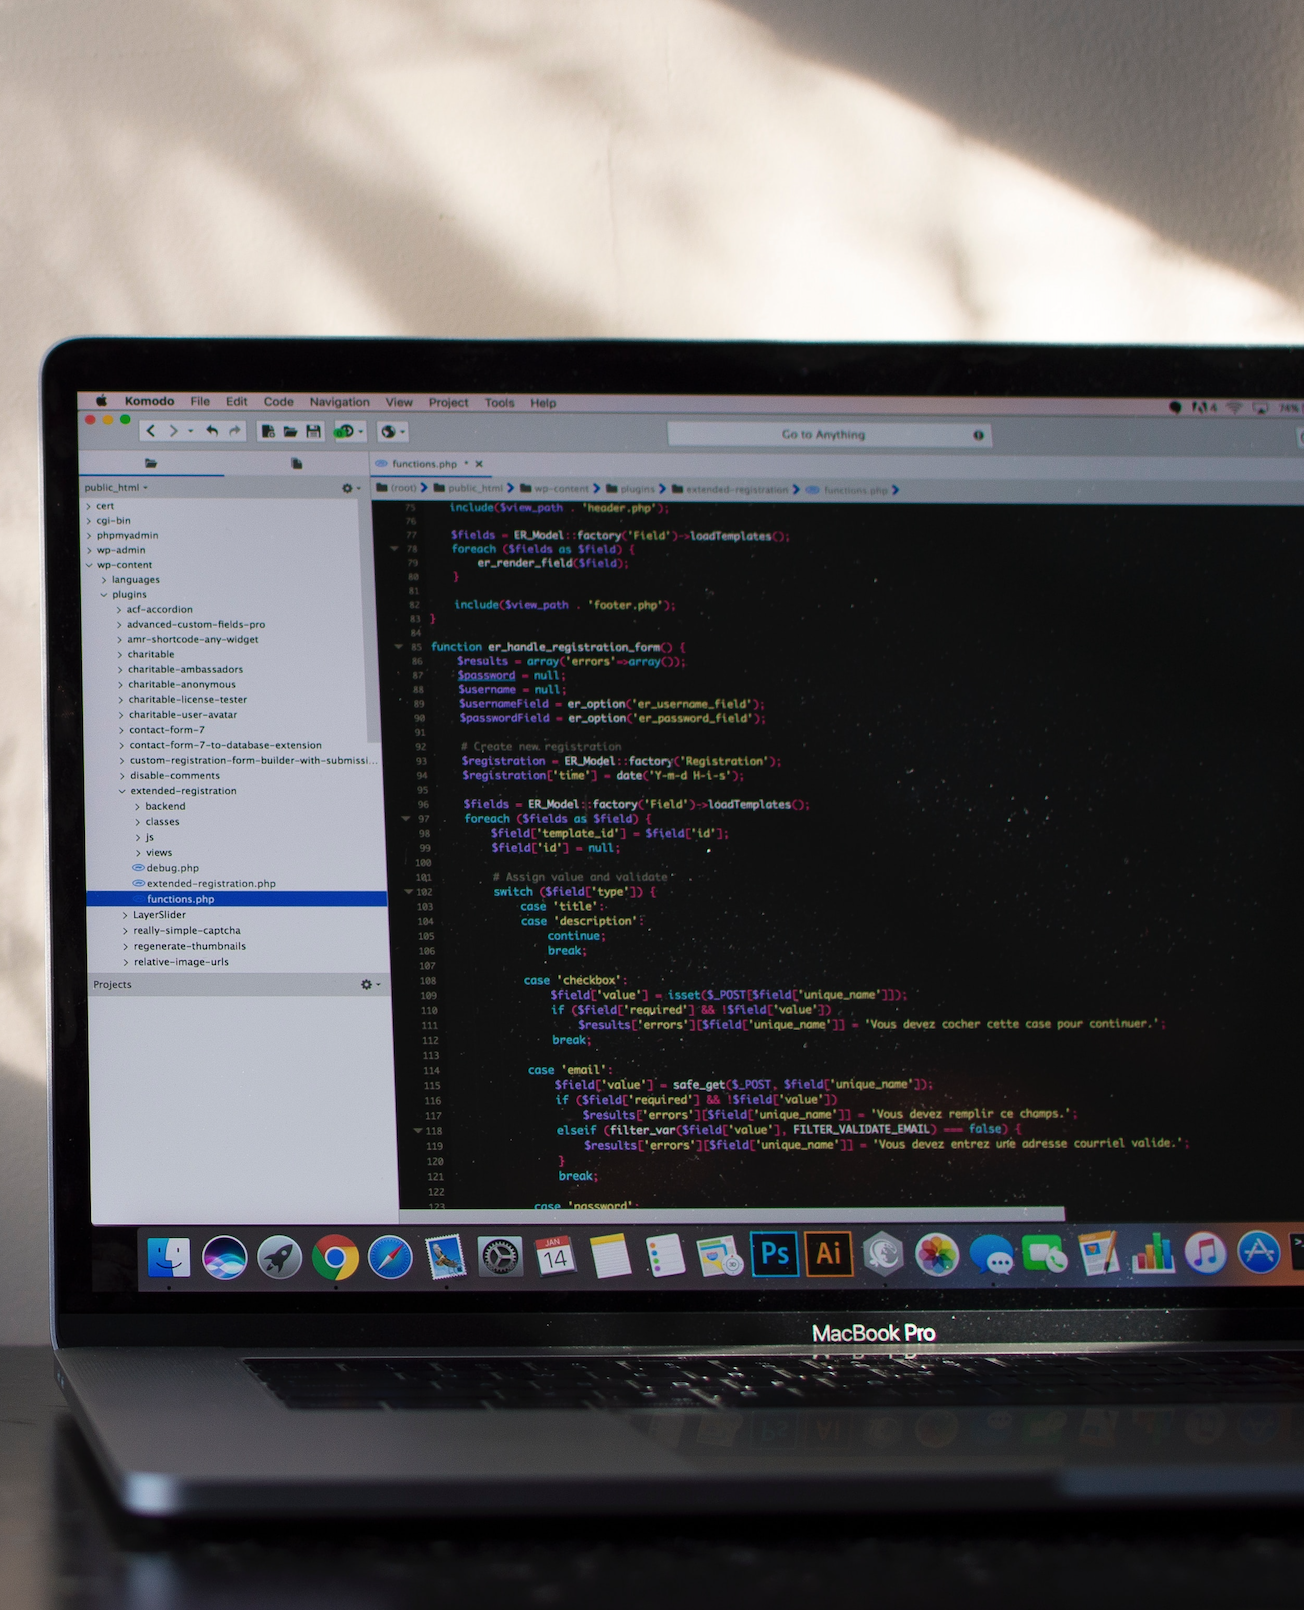 Komodo File Edit Code Navigation View Project Tools Help 4 74%
Go to Anything
functions.php * ×
public_html
(root) public_html wp-content plugins extended-registration functions.php
cert
cgi-bin
phpmyadmin
wp-admin
wp-content
languages
plugins
acf-accordion
advanced-custom-fields-pro
amr-shortcode-any-widget
charitable
charitable-ambassadors
charitable-anonymous
charitable-license-tester
charitable-user-avatar
contact-form-7
contact-form-7-to-database-extension
custom-registration-form-builder-with-submissi...
disable-comments
extended-registration
backend
classes
js
views
debug.php
extended-registration.php
functions.php
LayerSlider
really-simple-captcha
regenerate-thumbnails
relative-image-urls
Projects
75 include($view_path . 'header.php');
76
77 $fields = ER_Model::factory('Field')->loadTemplates();
78 foreach ($fields as $field) {
79 er_render_field($field);
80 }
81
82 include($view_path . 'footer.php');
83 }
84
85 function er_handle_registration_form() {
86 $results = array('errors'=>array());
87 $password = null;
88 $username = null;
89 $usernameField = er_option('er_username_field');
90 $passwordField = er_option('er_password_field');
91
92 # Create new registration
93 $registration = ER_Model::factory('Registration');
94 $registration['time'] = date('Y-m-d H-i-s');
95
96 $fields = ER_Model::factory('Field')->loadTemplates();
97 foreach ($fields as $field) {
98 $field['template_id'] = $field['id'];
99 $field['id'] = null;
100
101 # Assign value and validate
102 switch ($field['type']) {
103 case 'title':
104 case 'description':
105 continue;
106 break;
107
108 case 'checkbox':
109 $field['value'] = isset($_POST[$field['unique_name']]);
110 if ($field['required'] && !$field['value'])
111 $results['errors'][$field['unique_name']] = 'Vous devez cocher cette case pour continuer.';
112 break;
113
114 case 'email':
115 $field['value'] = safe_get($_POST, $field['unique_name']);
116 if ($field['required'] && !$field['value'])
117 $results['errors'][$field['unique_name']] = 'Vous devez remplir ce champs.';
118 elseif (filter_var($field['value'], FILTER_VALIDATE_EMAIL) === false) {
119 $results['errors'][$field['unique_name']] = 'Vous devez entrez une adresse courriel valide.';
120 }
121 break;
122
123 case 'password':
JAN
14
Ps
Ai
MacBook Pro